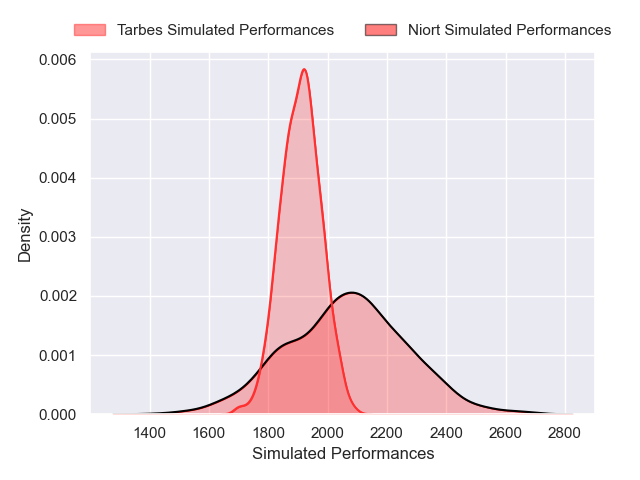 Tarbes Simulated Performances Niort Simulated Performances
0.006
0.005
0.004
0.003
0.002
0.001
0.000
Density
1400 1600 1800 2000 2200 2400 2600 2800
Simulated Performances